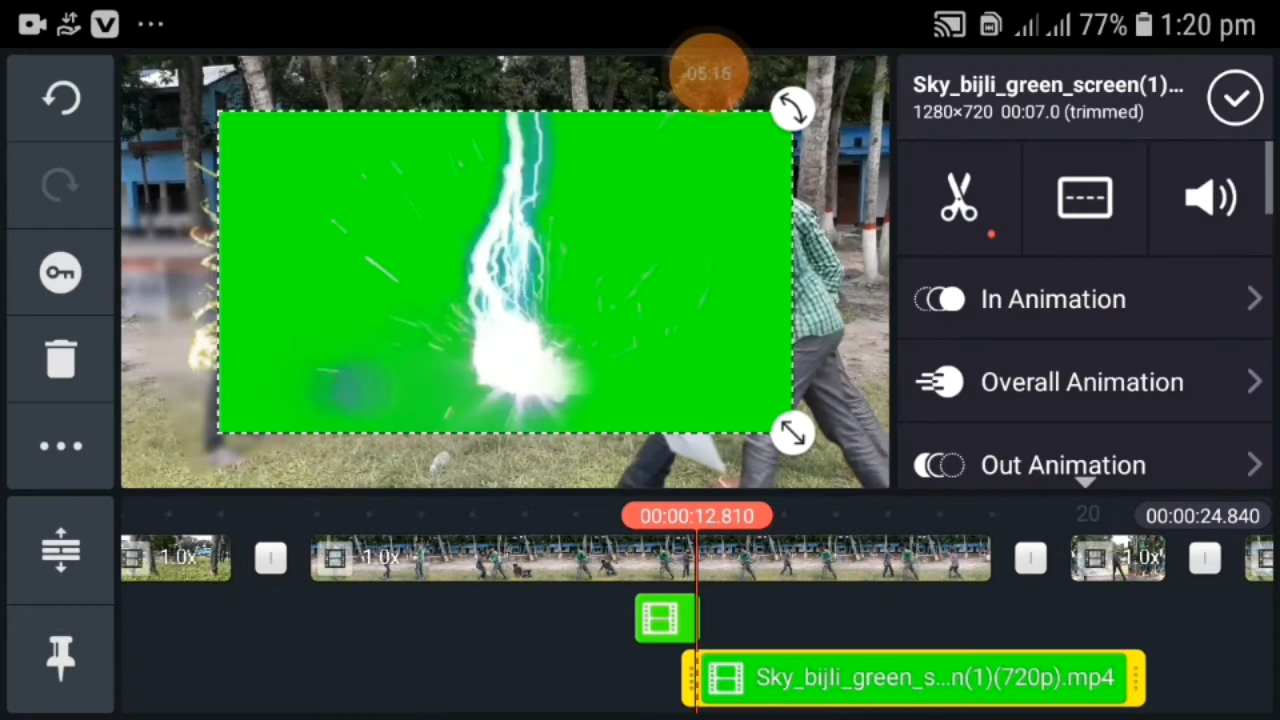 77% 1:20 pm
05:16
Sky_bijli_green_screen(1)...
1280×720 00:07.0 (trimmed)
In Animation
Overall Animation
Out Animation
00:00:12.810
20
00:00:24.840
1.0x
1.0x
1.0x
Sky_bijli_green_s...n(1)(720p).mp4